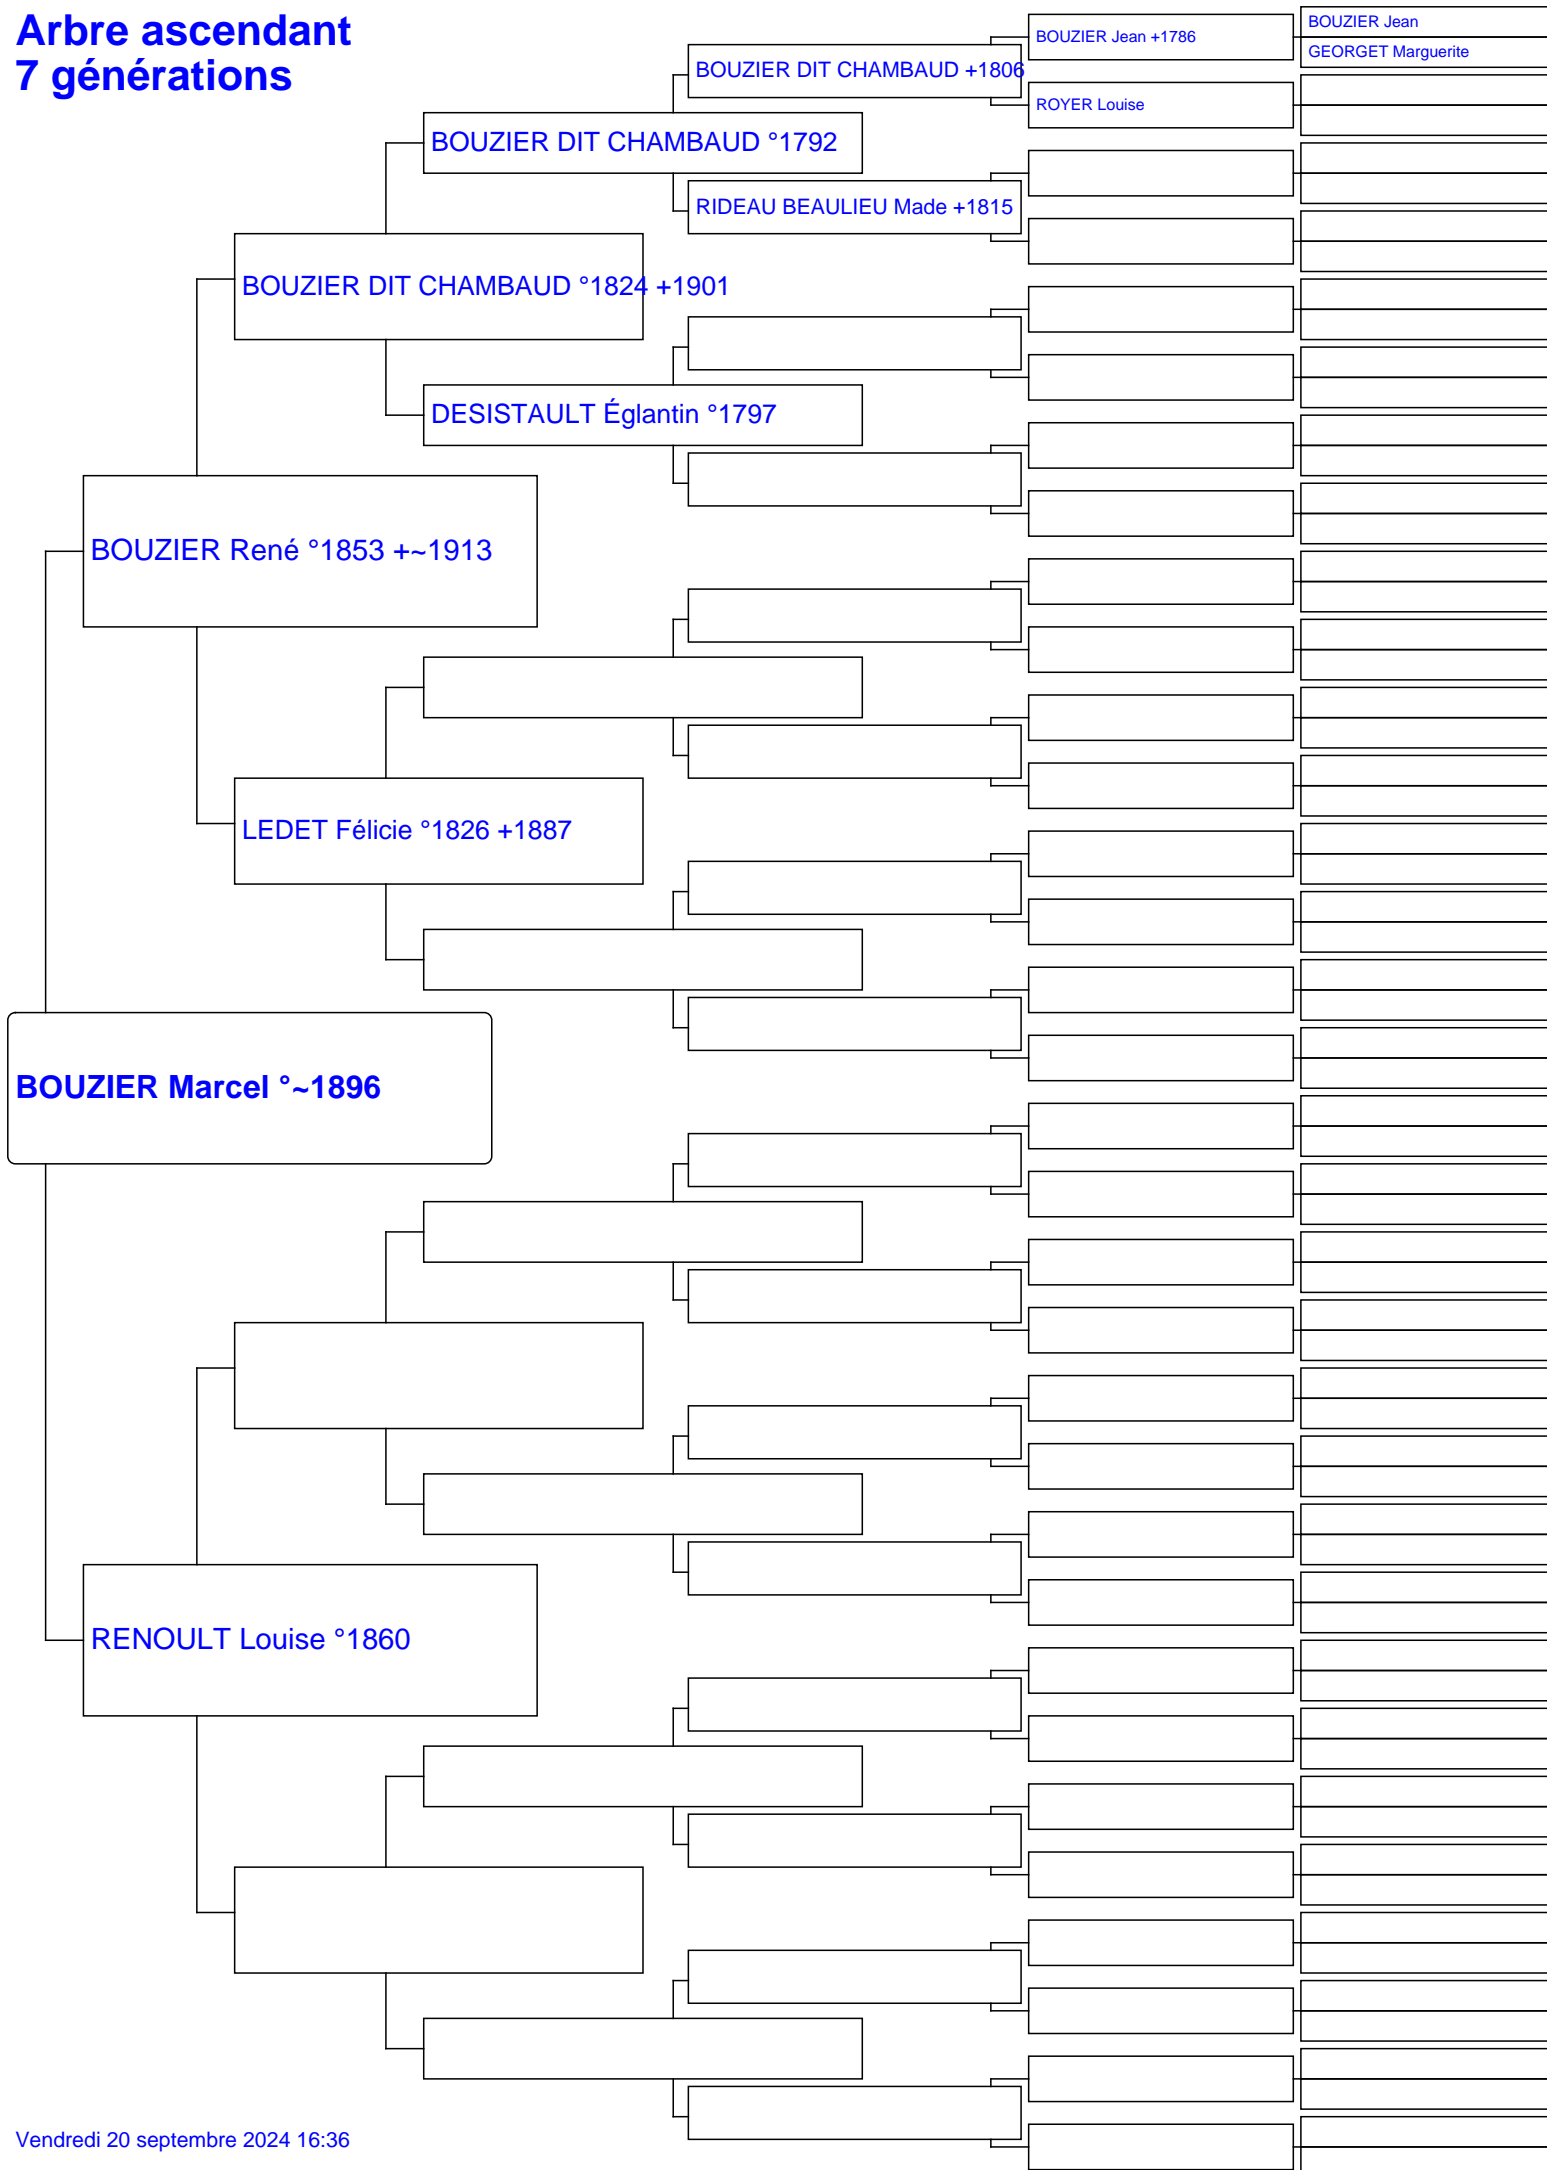 Arbre ascendant
7 générations
BOUZIER Jean
BOUZIER Jean +1786
GEORGET Marguerite
BOUZIER DIT CHAMBAUD +1806
ROYER Louise
BOUZIER DIT CHAMBAUD °1792
RIDEAU BEAULIEU Made +1815
BOUZIER DIT CHAMBAUD °1824 +1901
DESISTAULT Églantin °1797
BOUZIER René °1853 +~1913
LEDET Félicie °1826 +1887
BOUZIER Marcel °~1896
RENOULT Louise °1860
Vendredi 20 septembre 2024 16:36